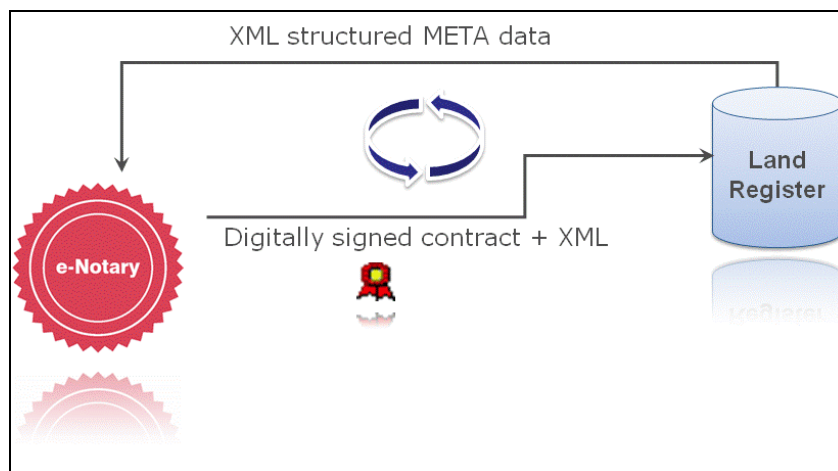 XML structured META data
Land
Register
Digitally signed contract + XML
e-Notary